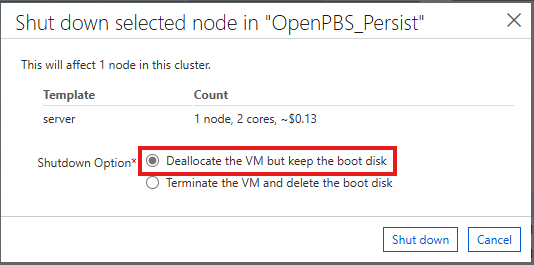 Shut down selected node in "OpenPBS_Persist"
This will affect 1 node in this cluster.
Template Count
server 1 node, 2 cores, ~$0.13
Shutdown Option* Deallocate the VM but keep the boot disk
Terminate the VM and delete the boot disk
Shut down Cancel